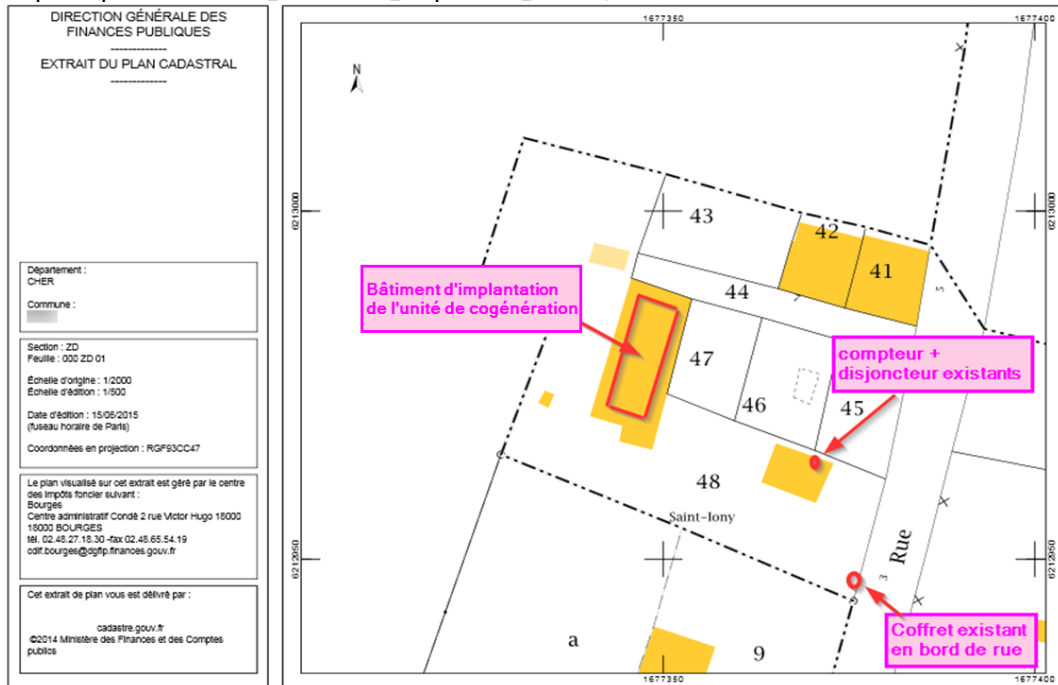 DIRECTION GÉNÉRALE DES
FINANCES PUBLIQUES
-------------
EXTRAIT DU PLAN CADASTRAL
-------------
Département :
CHER
Commune :
Section : ZD
Feuille : 000 ZD 01
Échelle d'origine : 1/2000
Échelle d'édition : 1/500
Date d'édition : 15/06/2015
(fuseau horaire de Paris)
Coordonnées en projection : RGF93CC47
Le plan visualisé sur cet extrait est géré par le centre
des impôts foncier suivant :
Bourges
Centre administratif Condé 2 rue Victor Hugo 18000
18000 BOURGES
tél. 02.48.27.18.30 -fax 02.48.65.54.19
cdif.bourges@dgfip.finances.gouv.fr
Cet extrait de plan vous est délivré par :
cadastre.gouv.fr
©2014 Ministère des Finances et des Comptes
publics
1677350
1677400
N
6213000
6213000
43
42
41
44
5
Bâtiment d'implantation
de l'unité de cogénération
compteur +
disjoncteur existants
47
46
45
48
Saint-Jony
Rue
3
6212950
6212950
Coffret existant
en bord de rue
a
9
1677350
1677400